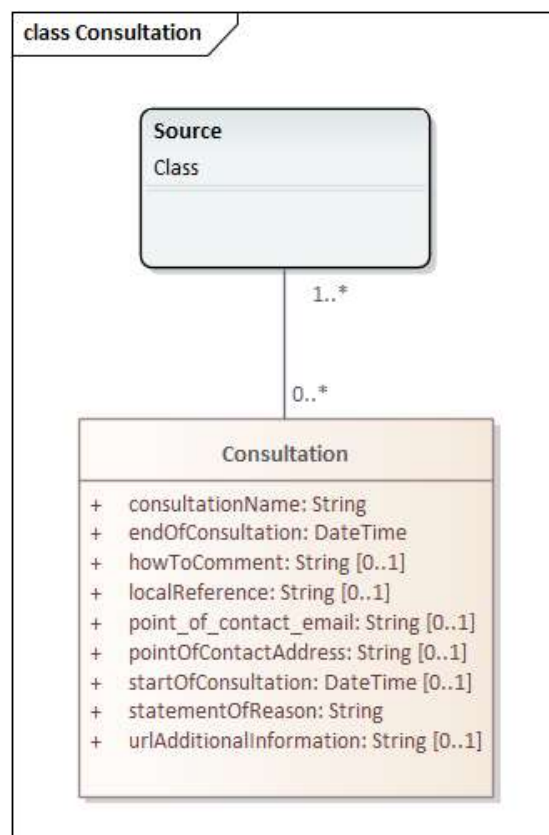 class Consultation
Source
Class
1..*
0..*
Consultation
+ consultationName: String
+ endOfConsultation: DateTime
+ howToComment: String [0..1]
+ localReference: String [0..1]
+ point_of_contact_email: String [0..1]
+ pointOfContactAddress: String [0..1]
+ startOfConsultation: DateTime [0..1]
+ statementOfReason: String
+ urlAdditionalInformation: String [0..1]